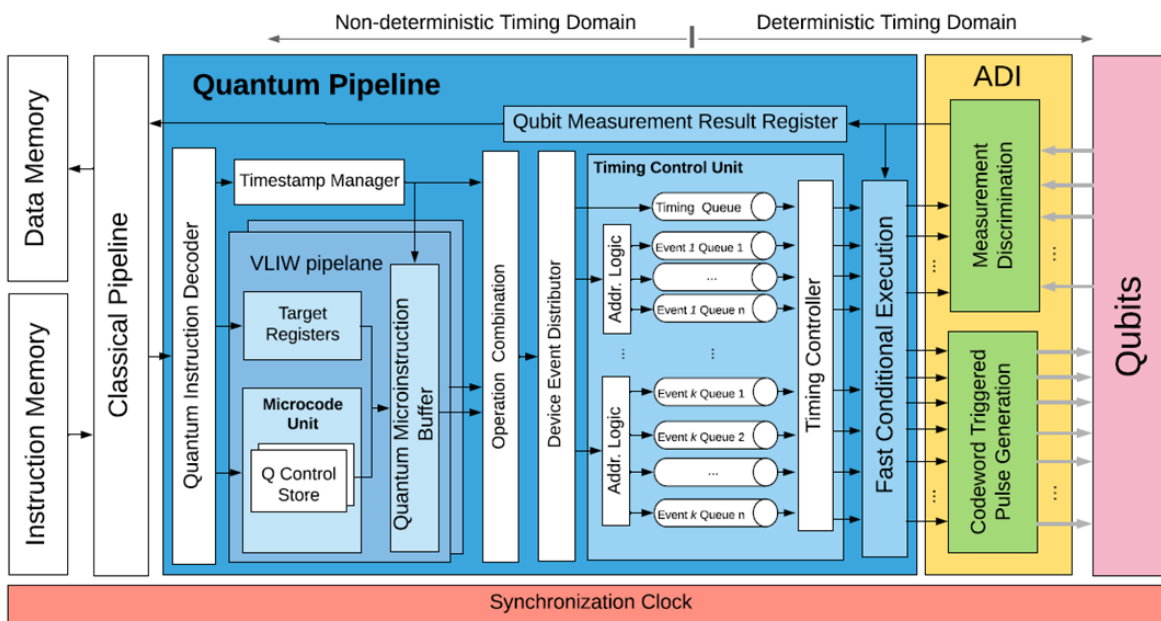 Non-deterministic Timing Domain
Deterministic Timing Domain
Data Memory
Instruction Memory
Classical Pipeline
Quantum Pipeline
Qubit Measurement Result Register
Quantum Instruction Decoder
Timestamp Manager
VLIW pipelane
Target
Registers
Microcode
Unit
Q Control
Store
Quantum Microinstruction
Buffer
Operation Combination
Device Event Distributor
Timing Control Unit
Timing Queue
Addr. Logic
Event 1 Queue 1
...
Event 1 Queue n
...
...
Addr. Logic
Event k Queue 1
Event k Queue 2
...
Event k Queue n
Timing Controller
Fast Conditional Execution
...
...
ADI
Measurement
Discrimination
Codeword Triggered
Pulse Generation
...
...
Qubits
Synchronization Clock